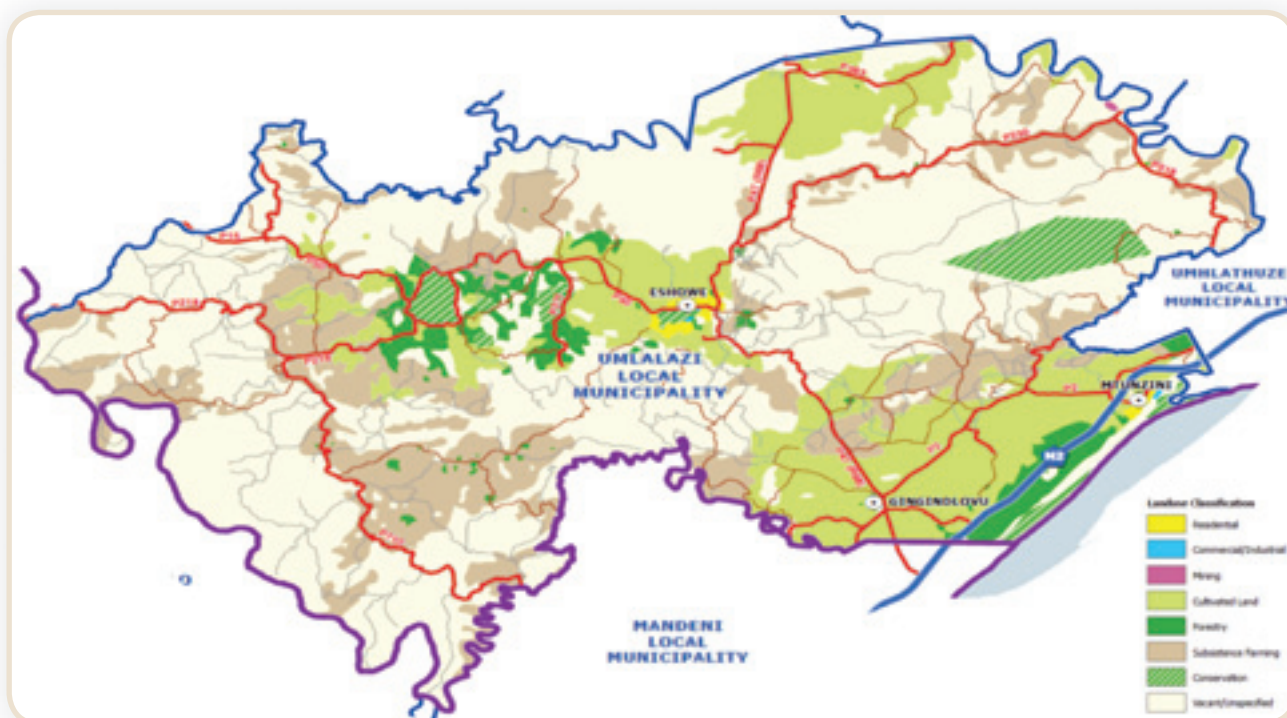 ESHOWE
UMLALAZI
LOCAL
MUNICIPALITY
UMHLATHUZE
LOCAL
MUNICIPALITY
MTUNZINI
P2
N2
GINGINDLOVU
MANDENI
LOCAL
MUNICIPALITY
Landuse Classification
Residential
Commercial/Industrial
Mining
Cultivated Land
Forestry
Subsistence Farming
Conservation
Vacant/Unspecified